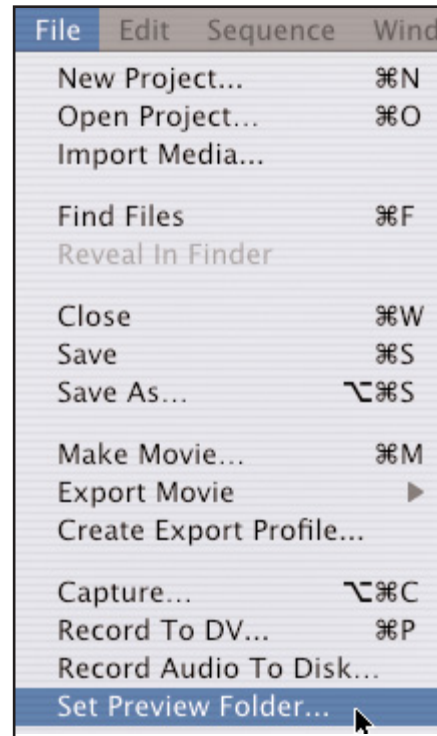 File Edit Sequence Wind
New Project... ⌘N
Open Project... ⌘O
Import Media...
Find Files ⌘F
Reveal In Finder
Close ⌘W
Save ⌘S
Save As... ⌥⌘S
Make Movie... ⌘M
Export Movie ▶
Create Export Profile...
Capture... ⌥⌘C
Record To DV... ⌘P
Record Audio To Disk...
Set Preview Folder...